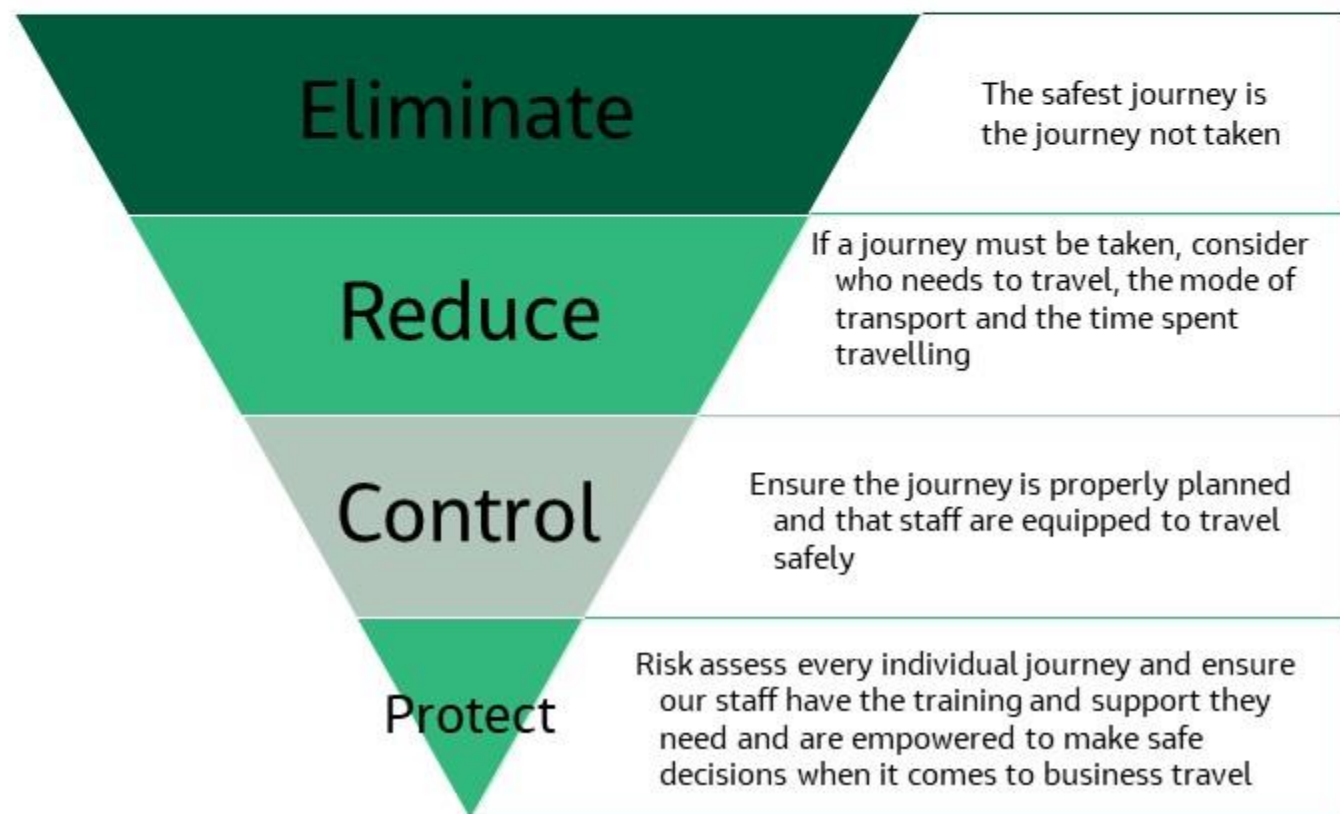 Eliminate
The safest journey is
the journey not taken
Reduce
If a journey must be taken, consider
who needs to travel, the mode of
transport and the time spent
travelling
Control
Ensure the journey is properly planned
and that staff are equipped to travel
safely
Protect
Risk assess every individual journey and ensure
our staff have the training and support they
need and are empowered to make safe
decisions when it comes to business travel